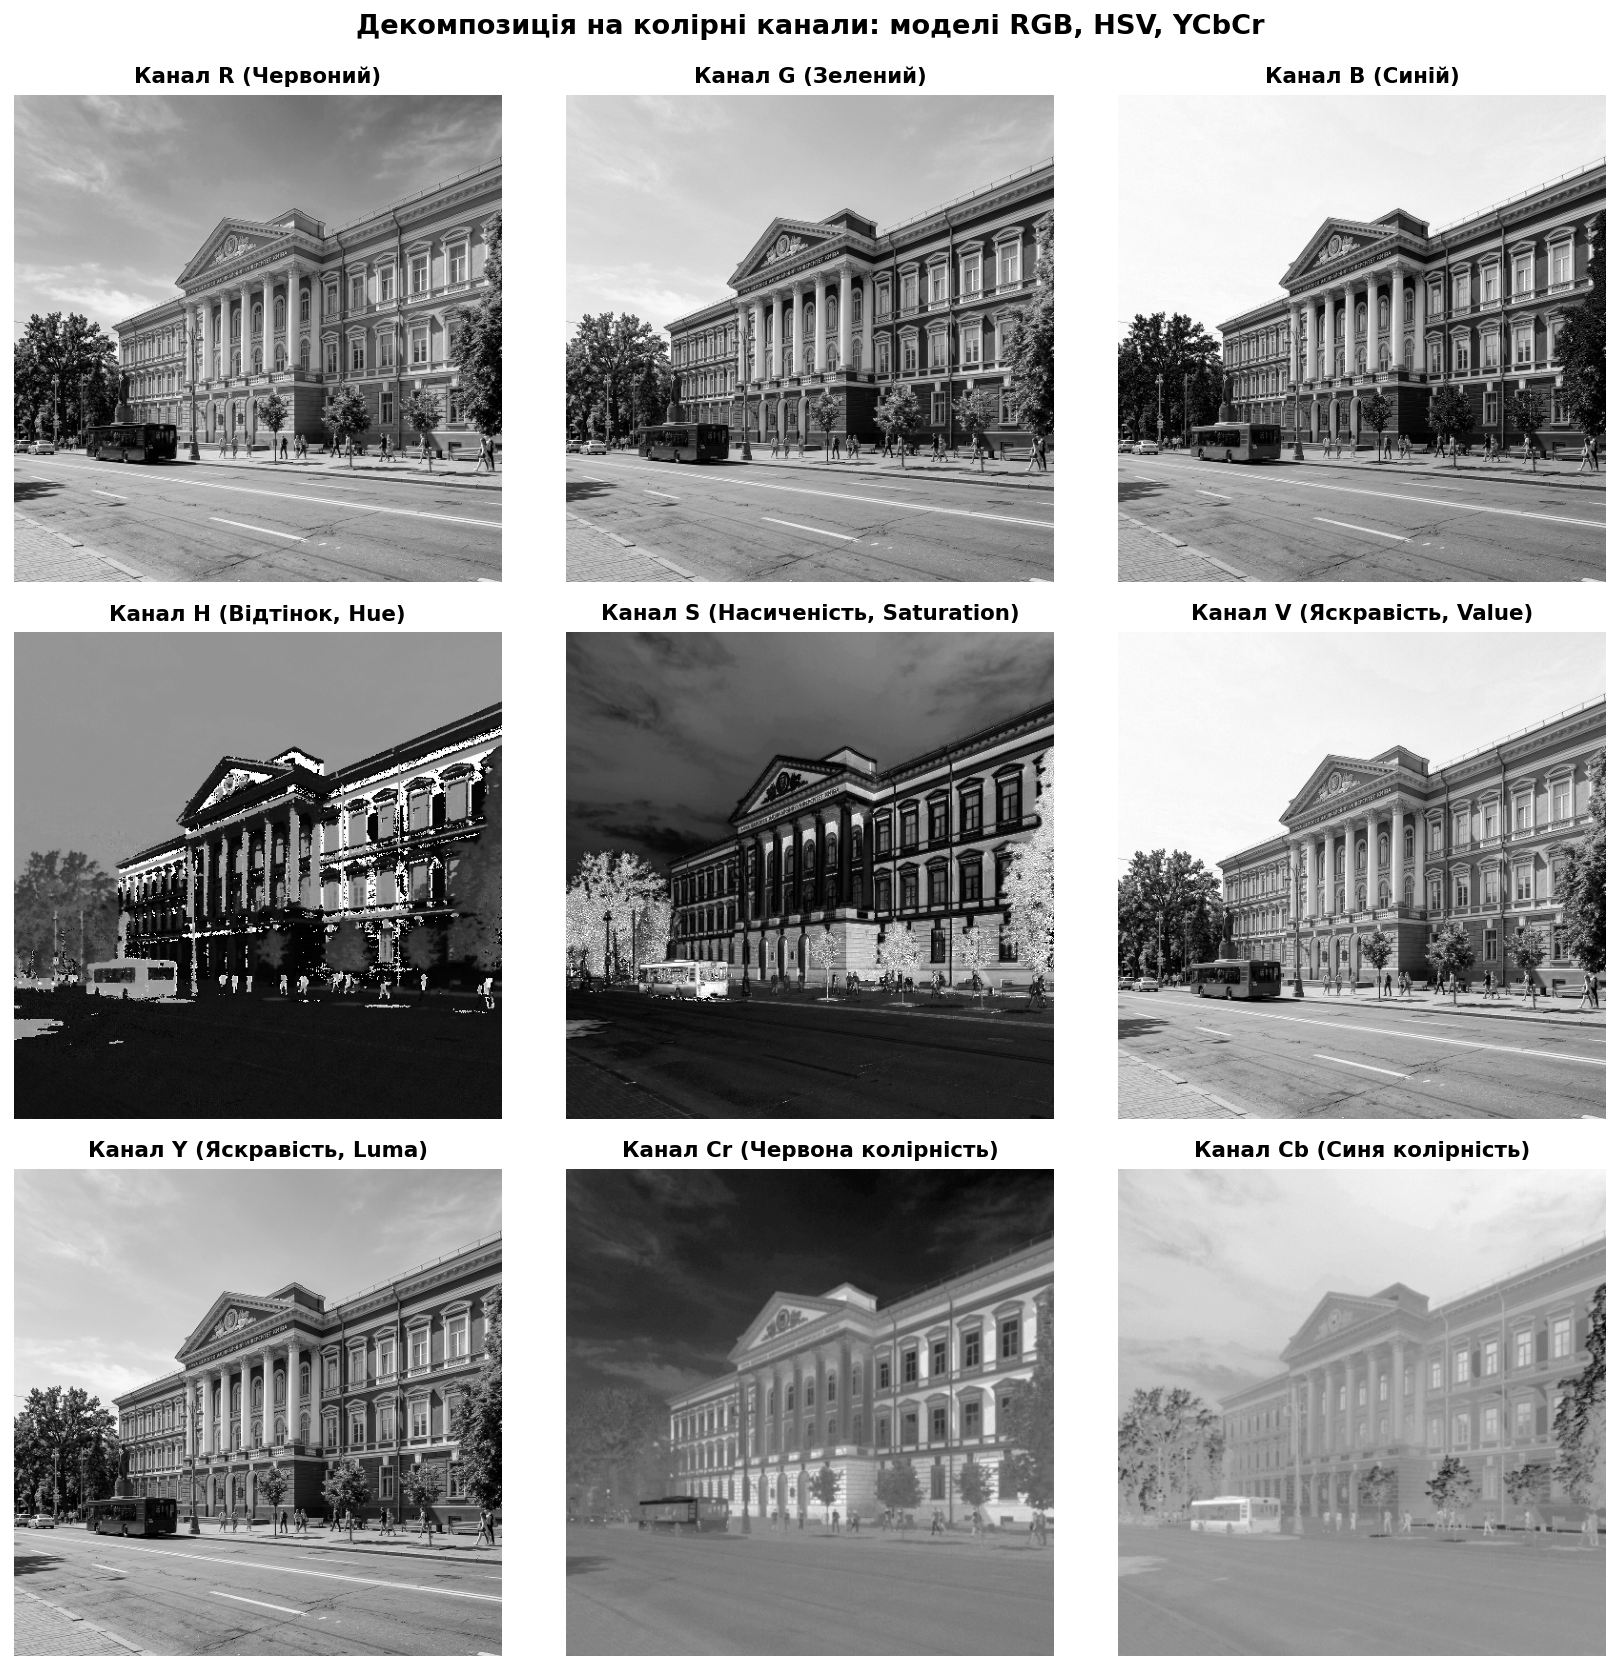 Декомпозиція на колірні канали: моделі RGB, HSV, YCbCr
Канал R (Червоний)
Канал G (Зелений)
Канал B (Синій)
Канал H (Відтінок, Hue)
Канал S (Насиченість, Saturation)
Канал V (Яскравість, Value)
Канал Y (Яскравість, Luma)
Канал Cr (Червона колірність)
Канал Cb (Синя колірність)